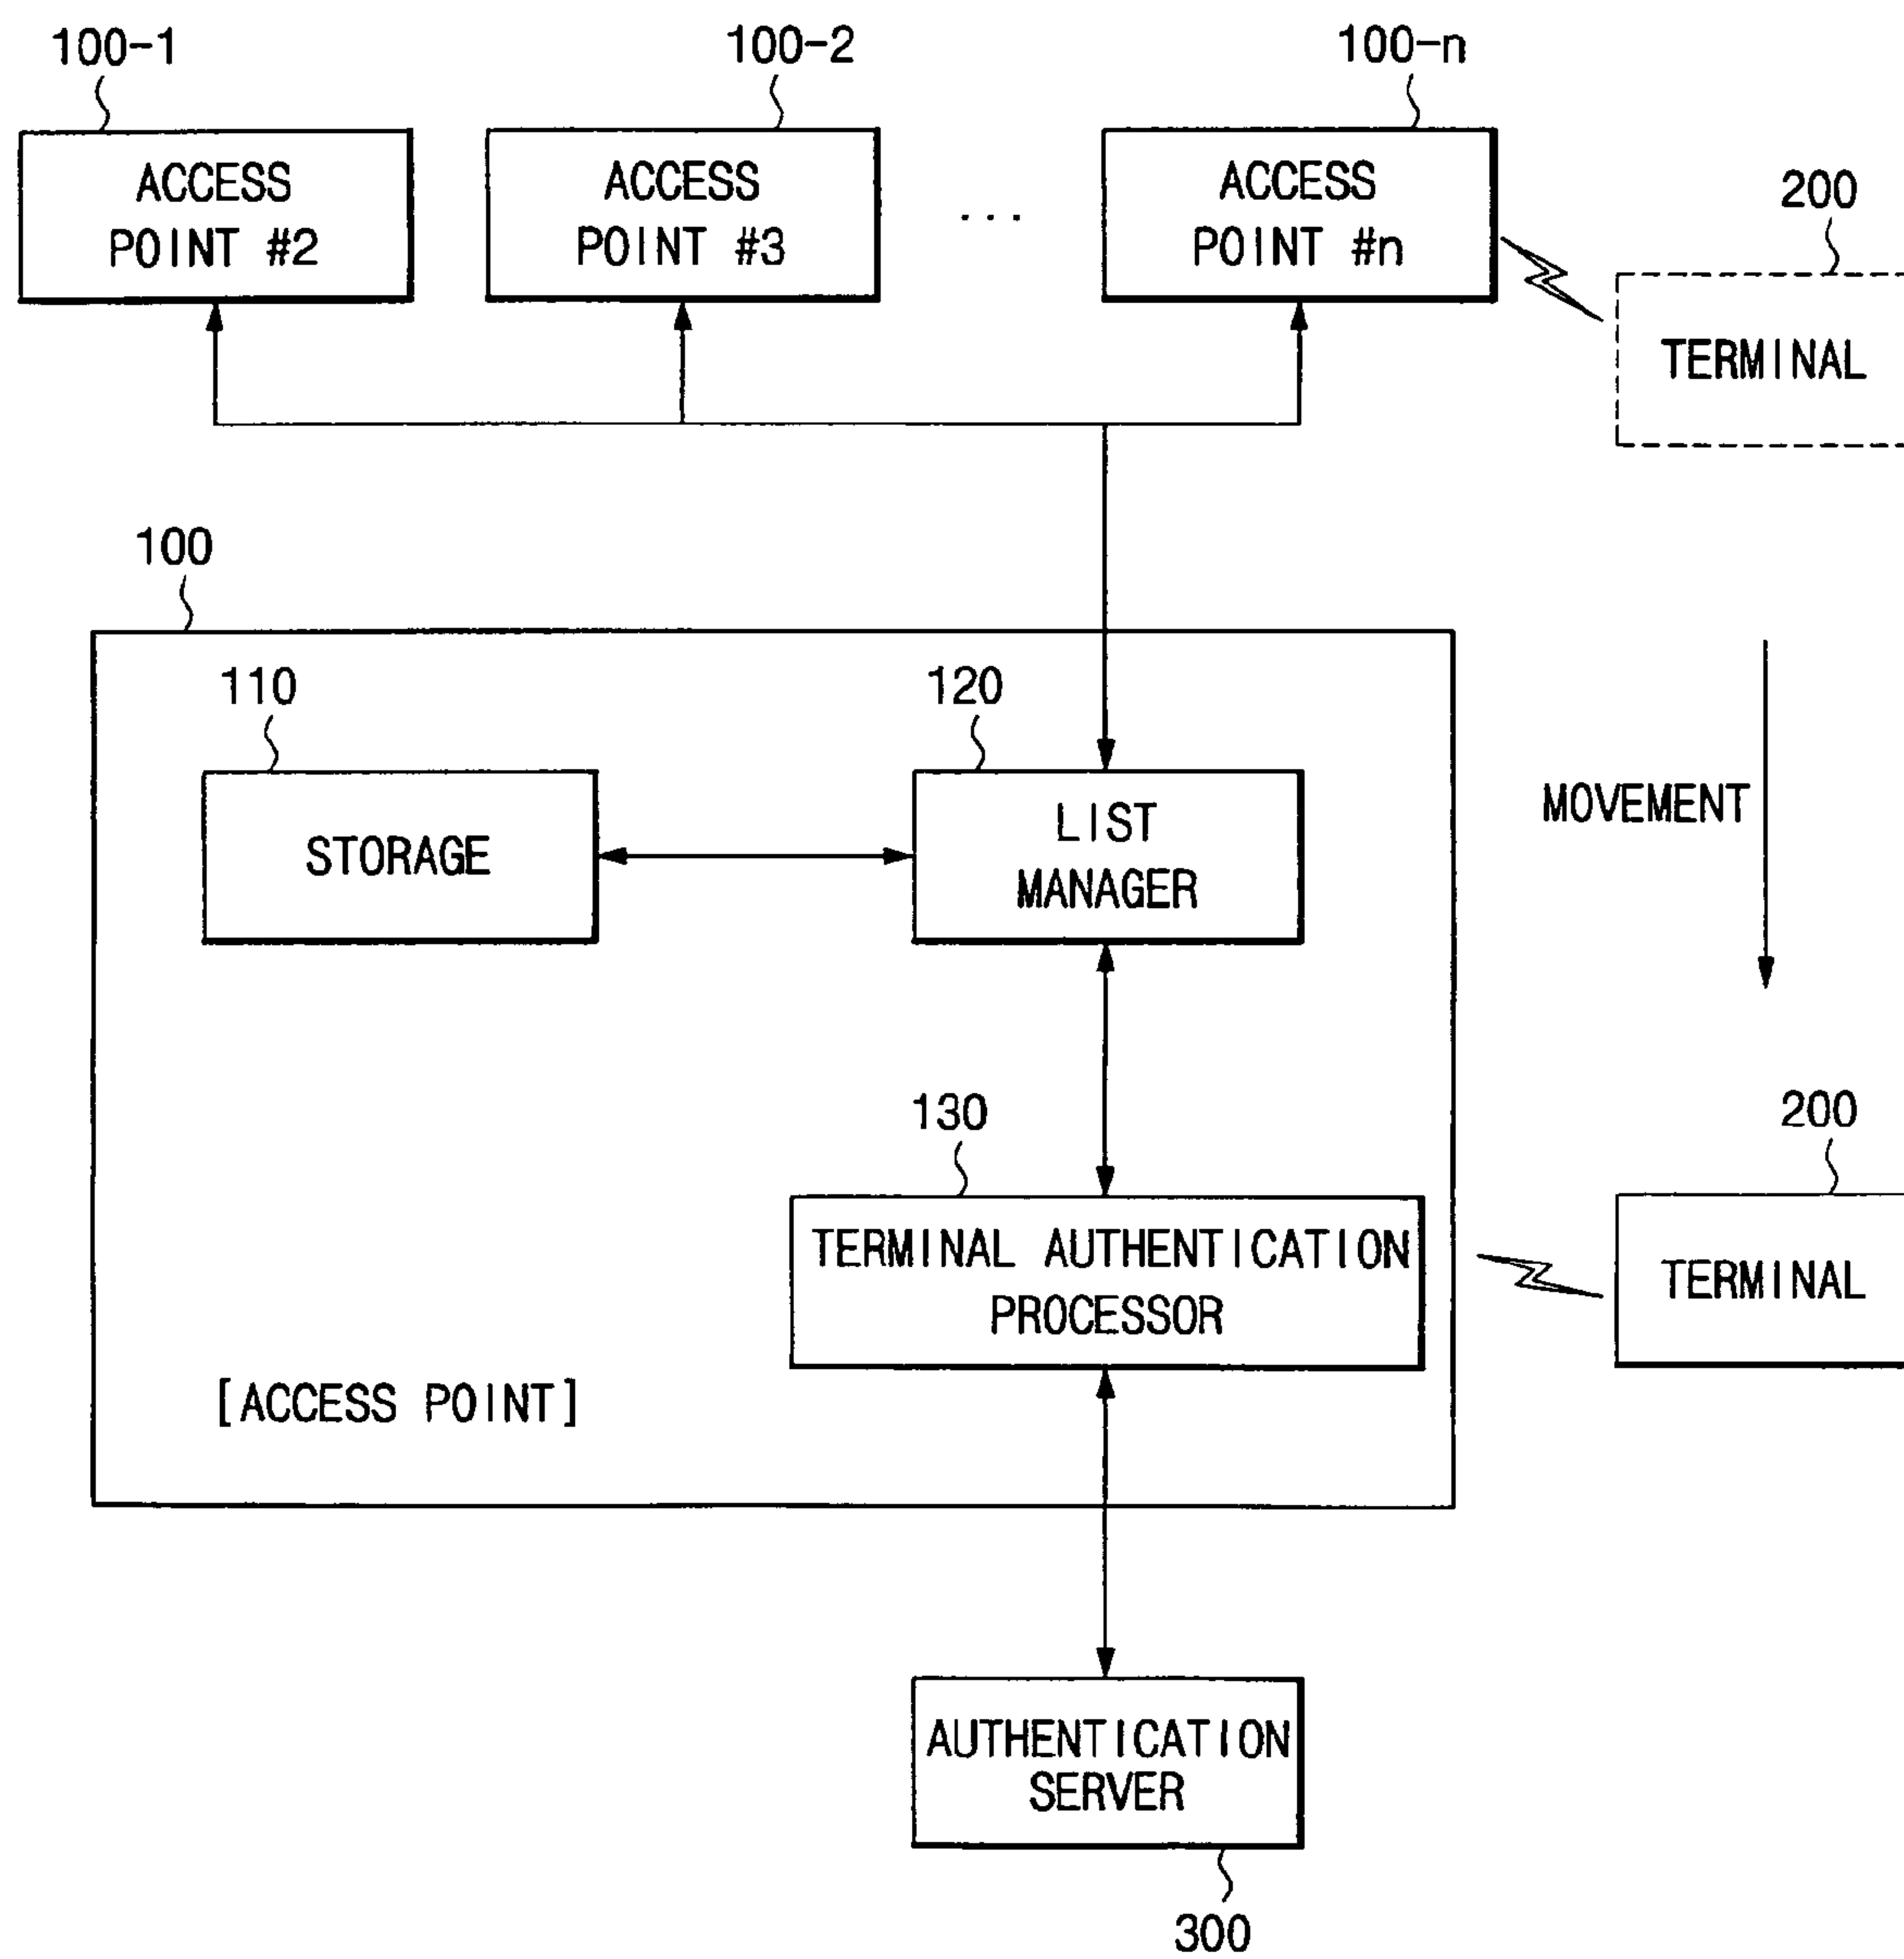 100-1
100-2
100-n
ACCESS
POINT #2
ACCESS
POINT #3
...
ACCESS
POINT #n
200
TERMINAL
100
110
120
STORAGE
LIST
MANAGER
MOVEMENT
130
200
TERMINAL AUTHENTICATION
PROCESSOR
TERMINAL
[ACCESS POINT]
AUTHENTICATION
SERVER
300